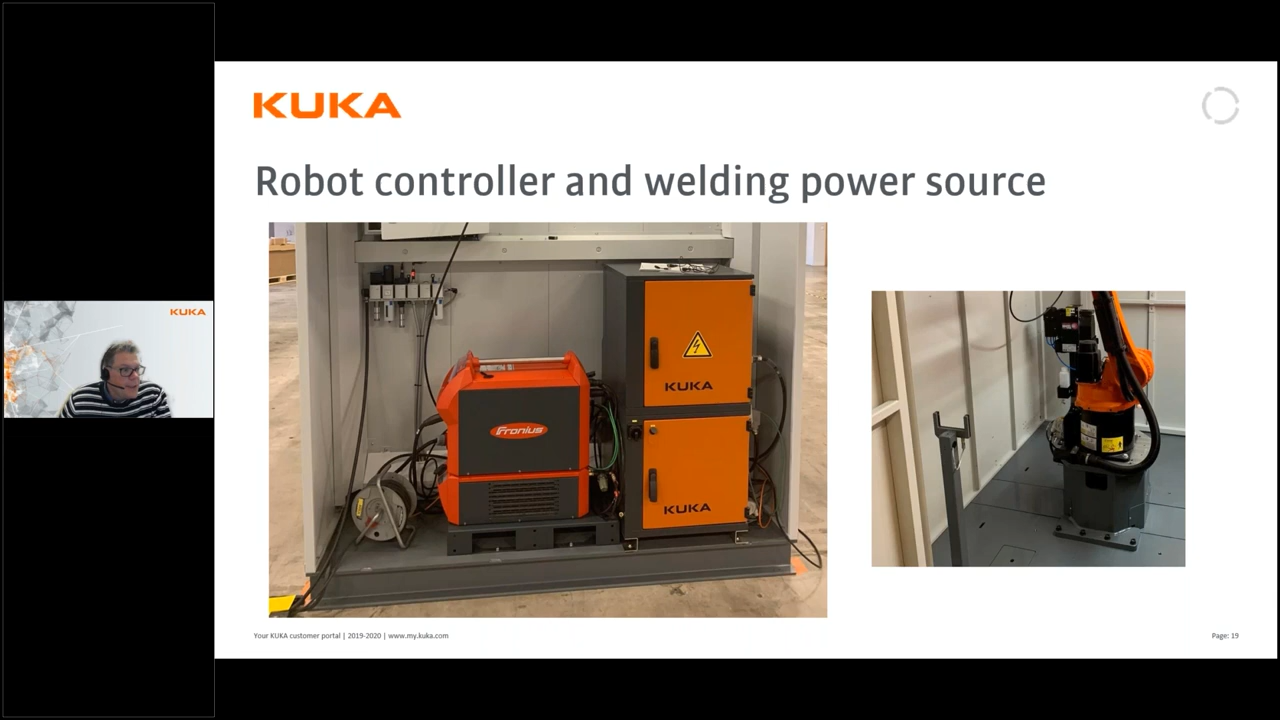 KUKA
Robot controller and welding power source
KUKA
Fronius
KUKA
KUKA
Your KUKA customer portal | 2019-2020 | www.my.kuka.com
Page: 19